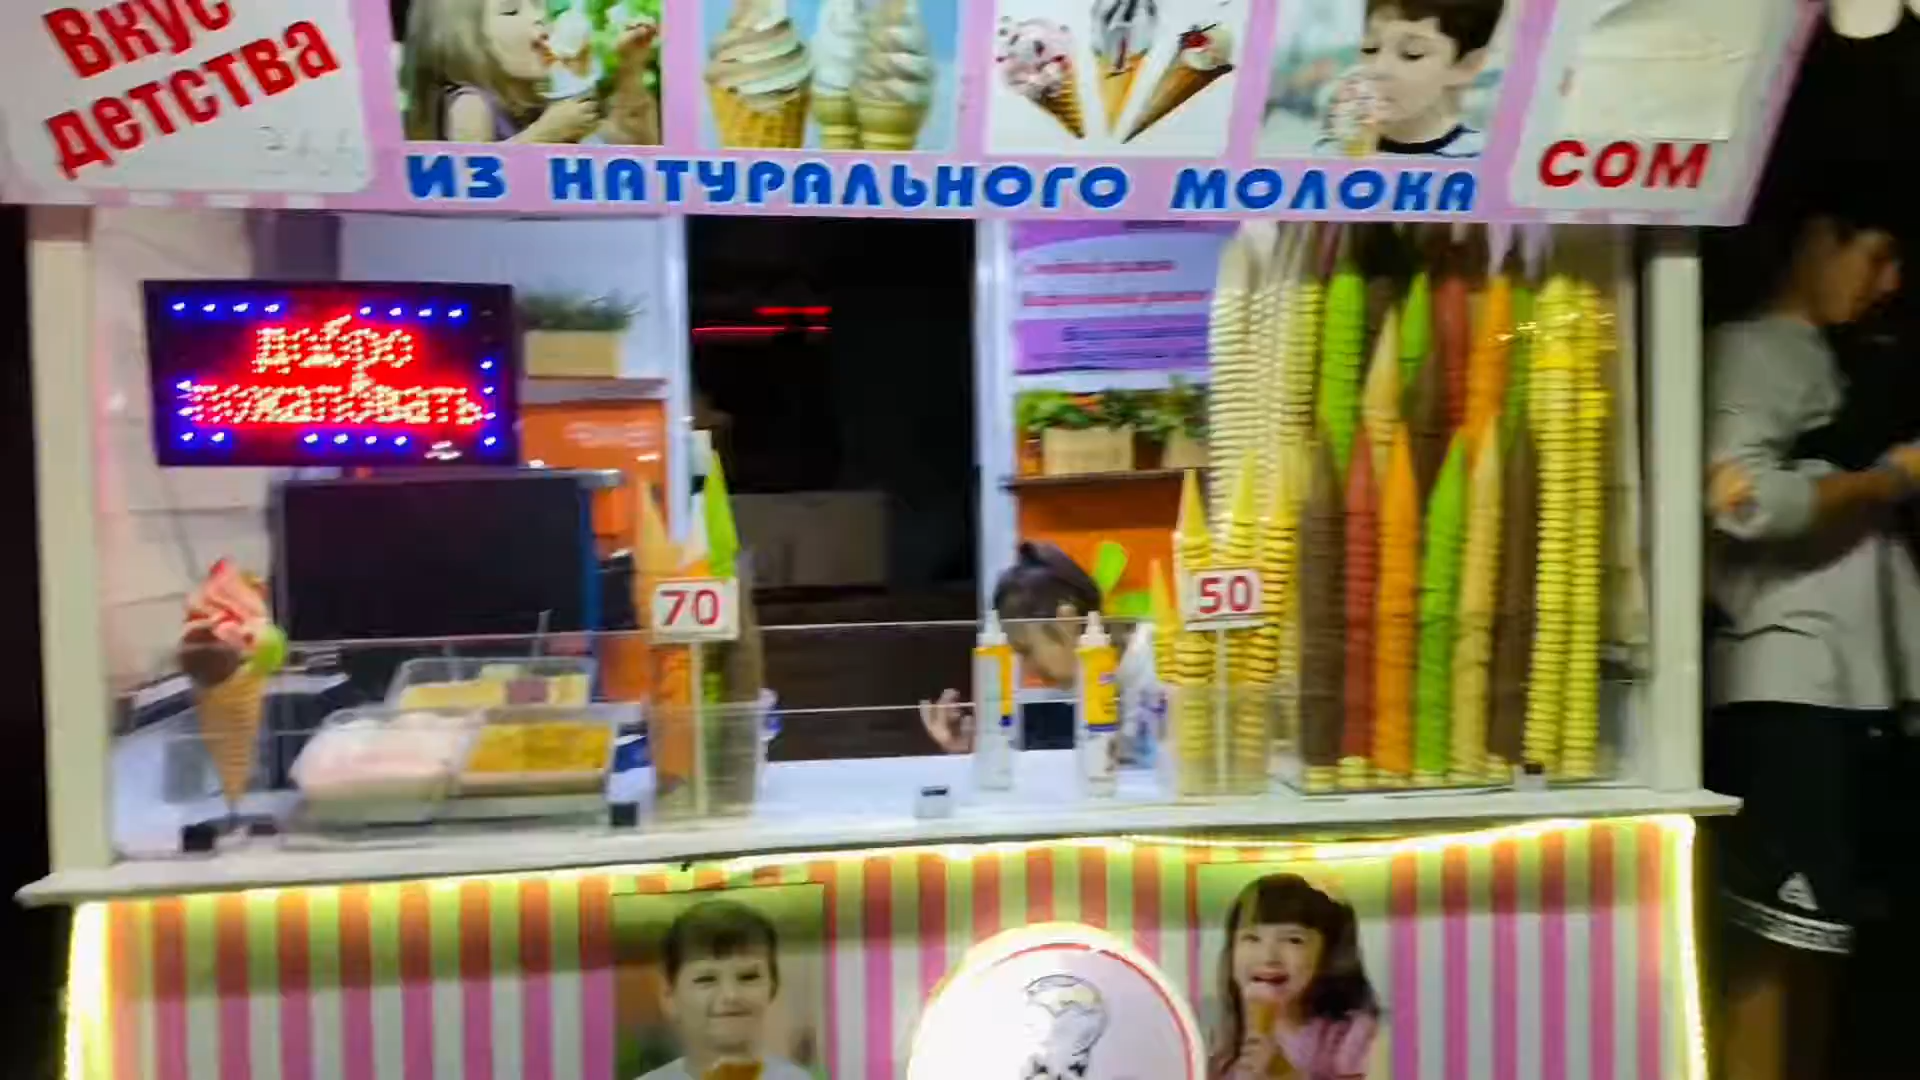 Вкус
детства
ИЗ НАТУРАЛЬНОГО МОЛОКА
СОМ
добро
пожаловать
70
50